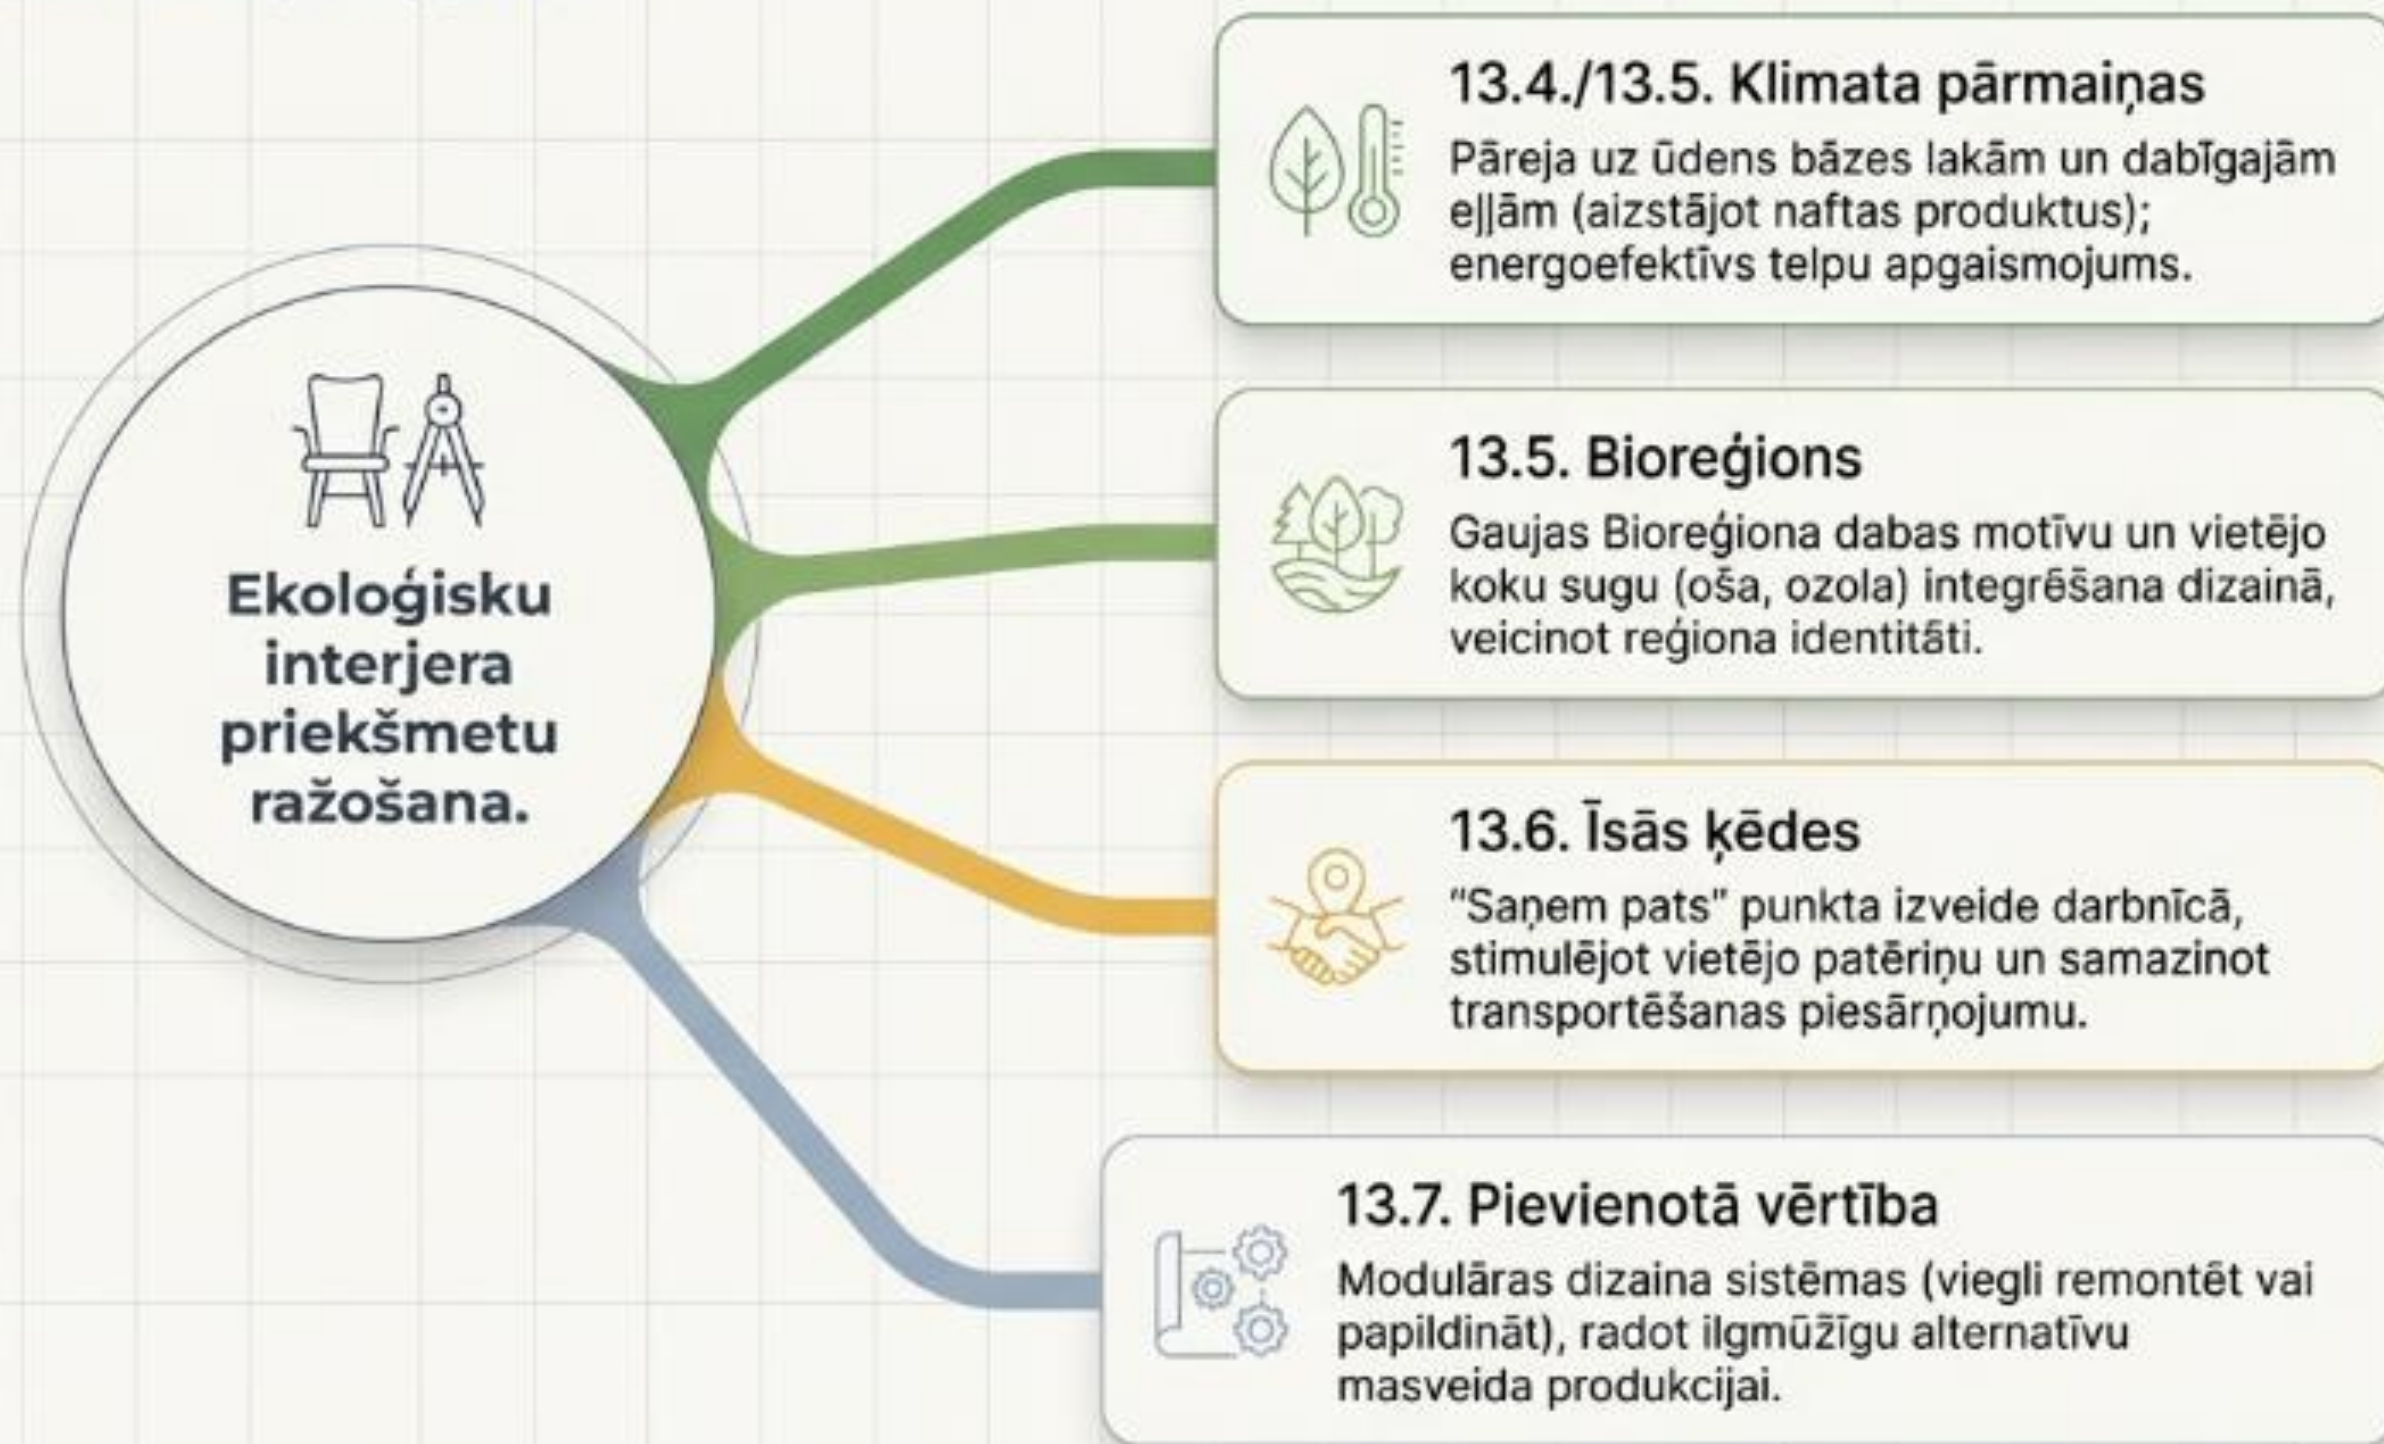 Ekoloģisku
interjera
priekšmetu
ražošana.
13.4./13.5. Klimata pārmaiņas
Pāreja uz ūdens bāzes lakām un dabīgajām
eļļām (aizstājot naftas produktus);
energoefektīvs telpu apgaismojums.
13.5. Bioreģions
Gaujas Bioreģiona dabas motīvu un vietējo
koku sugu (oša, ozola) integrēšana dizainā,
veicinot reģiona identitāti.
13.6. Īsās ķēdes
“Saņem pats” punkta izveide darbnīcā,
stimulējot vietējo patēriņu un samazinot
transportēšanas piesārņojumu.
13.7. Pievienotā vērtība
Modulāras dizaina sistēmas (viegli remontēt vai
papildināt), radot ilgmūžīgu alternatīvu
masveida produkcijai.